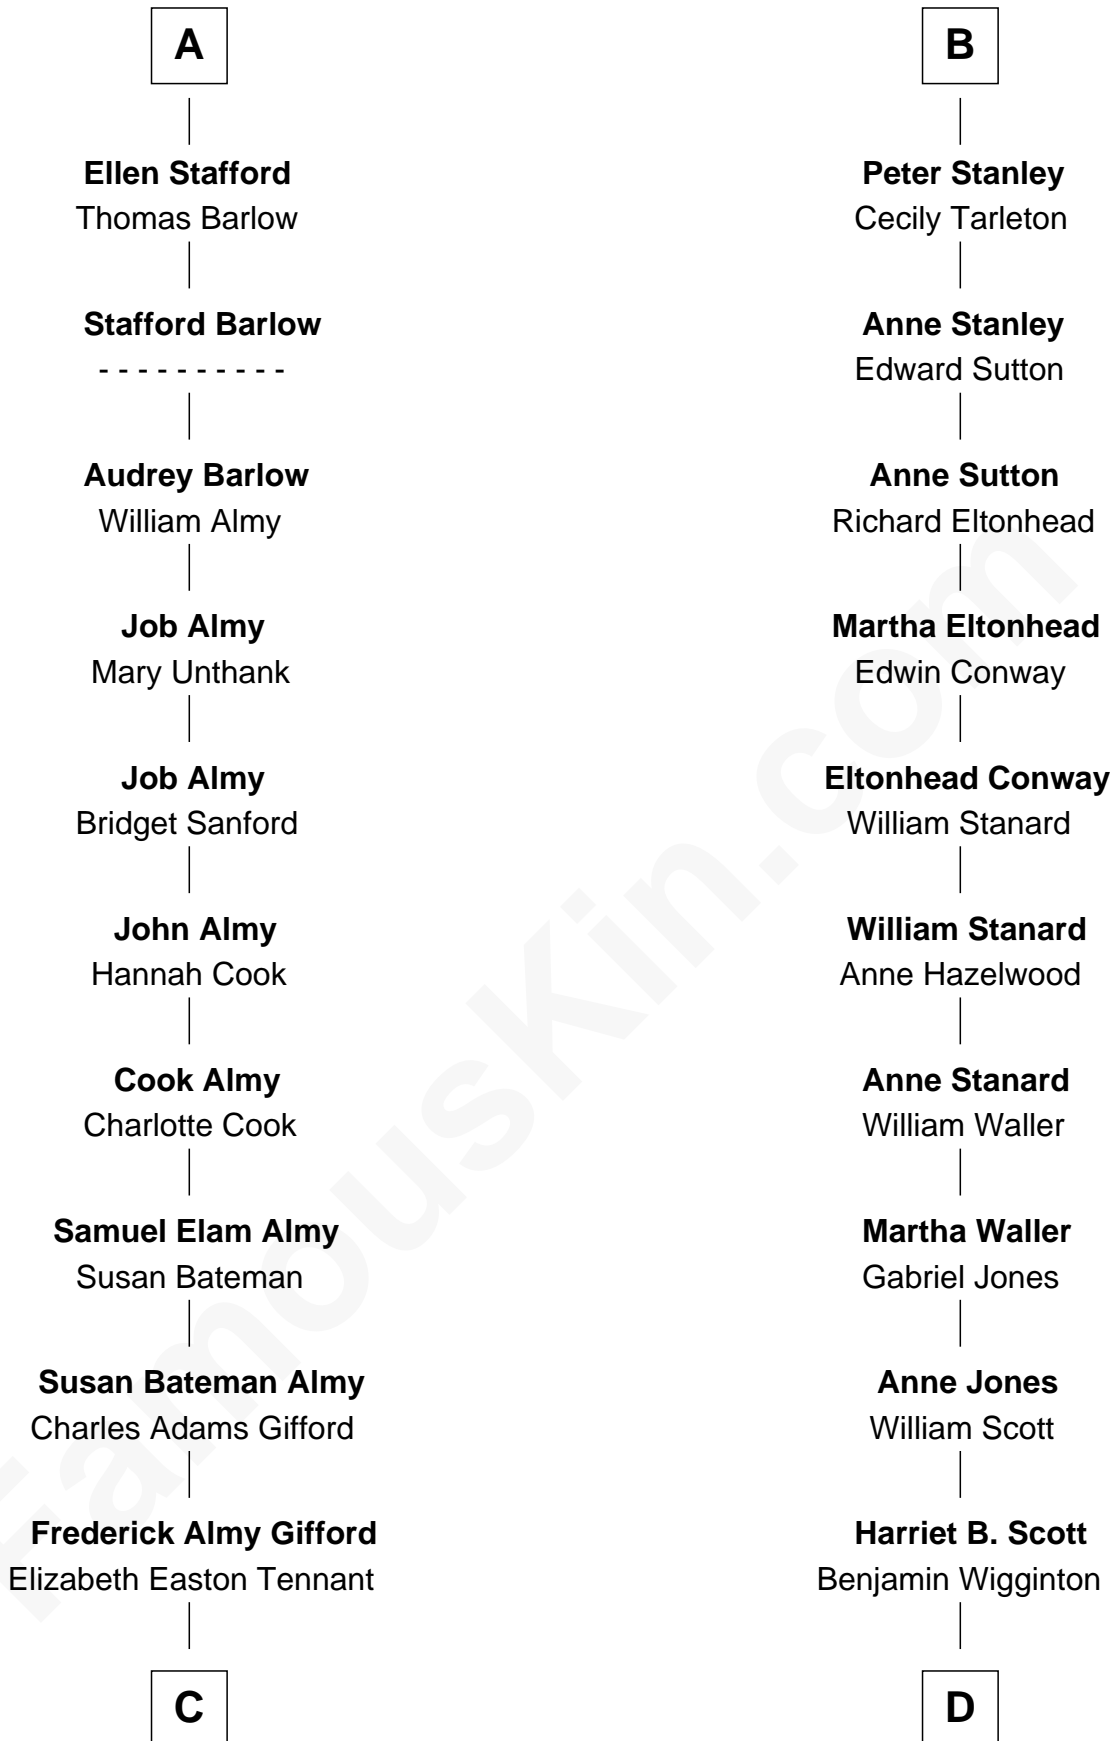 A
Ellen Stafford
Thomas Barlow
Stafford Barlow
- - - - - - - - - -
Audrey Barlow
William Almy
Job Almy
Mary Unthank
Job Almy
Bridget Sanford
John Almy
Hannah Cook
Cook Almy
Charlotte Cook
Samuel Elam Almy
Susan Bateman
Susan Bateman Almy
Charles Adams Gifford
Frederick Almy Gifford
Elizabeth Easton Tennant
C
B
Peter Stanley
Cecily Tarleton
Anne Stanley
Edward Sutton
Anne Sutton
Richard Eltonhead
Martha Eltonhead
Edwin Conway
Eltonhead Conway
William Stanard
William Stanard
Anne Hazelwood
Anne Stanard
William Waller
Martha Waller
Gabriel Jones
Anne Jones
William Scott
Harriet B. Scott
Benjamin Wigginton
D
FamousKin.com